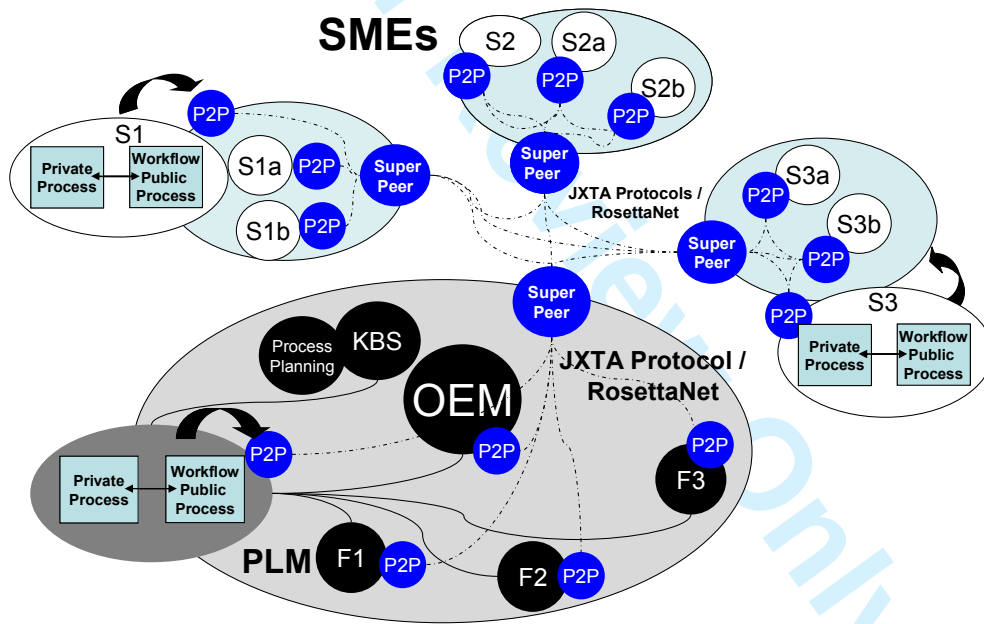 SMEs
S2
S2a
S2b
P2P
P2P
P2P
Super
Peer
P2P
S1
Private
Process
Workflow
Public
Process
S1a
P2P
S1b
P2P
Super
Peer
JXTA Protocols /
RosettaNet
S3a
P2P
S3b
P2P
Super
Peer
P2P
S3
Private
Process
Workflow
Public
Process
Super
Peer
Process
Planning
KBS
OEM
P2P
JXTA Protocol /
RosettaNet
P2P
Private
Process
Workflow
Public
Process
P2P
F3
PLM
F1
P2P
F2
P2P
Only